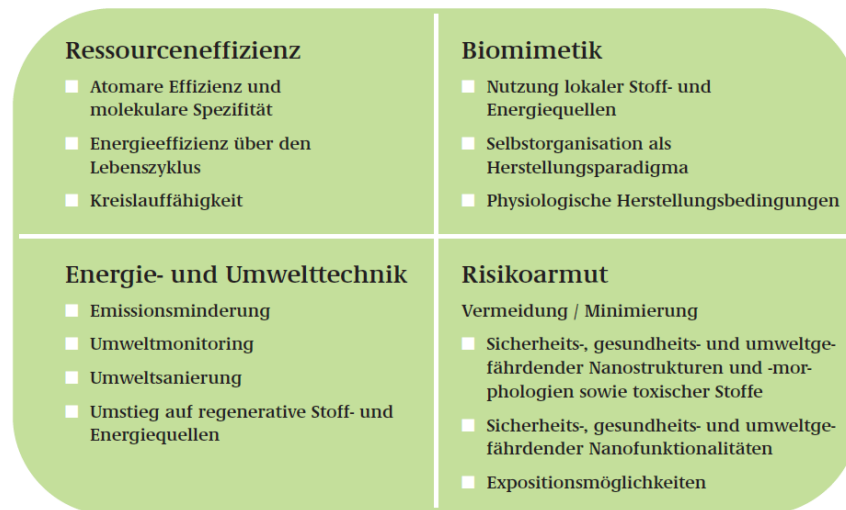 Ressourceneffizienz
Atomare Effizienz und
molekulare Spezifität
Energieeffizienz über den
Lebenszyklus
Kreislauffähigkeit
Biomimetik
Nutzung lokaler Stoff- und
Energiequellen
Selbstorganisation als
Herstellungsparadigma
Physiologische Herstellungsbedingungen
Energie- und Umwelttechnik
Emissionsminderung
Umweltmonitoring
Umweltsanierung
Umstieg auf regenerative Stoff- und
Energiequellen
Risikoarmut
Vermeidung / Minimierung
Sicherheits-, gesundheits- und umweltge-
fährdender Nanostrukturen und -mor-
phologien sowie toxischer Stoffe
Sicherheits-, gesundheits- und umweltge-
fährdender Nanofunktionalitäten
Expositionsmöglichkeiten